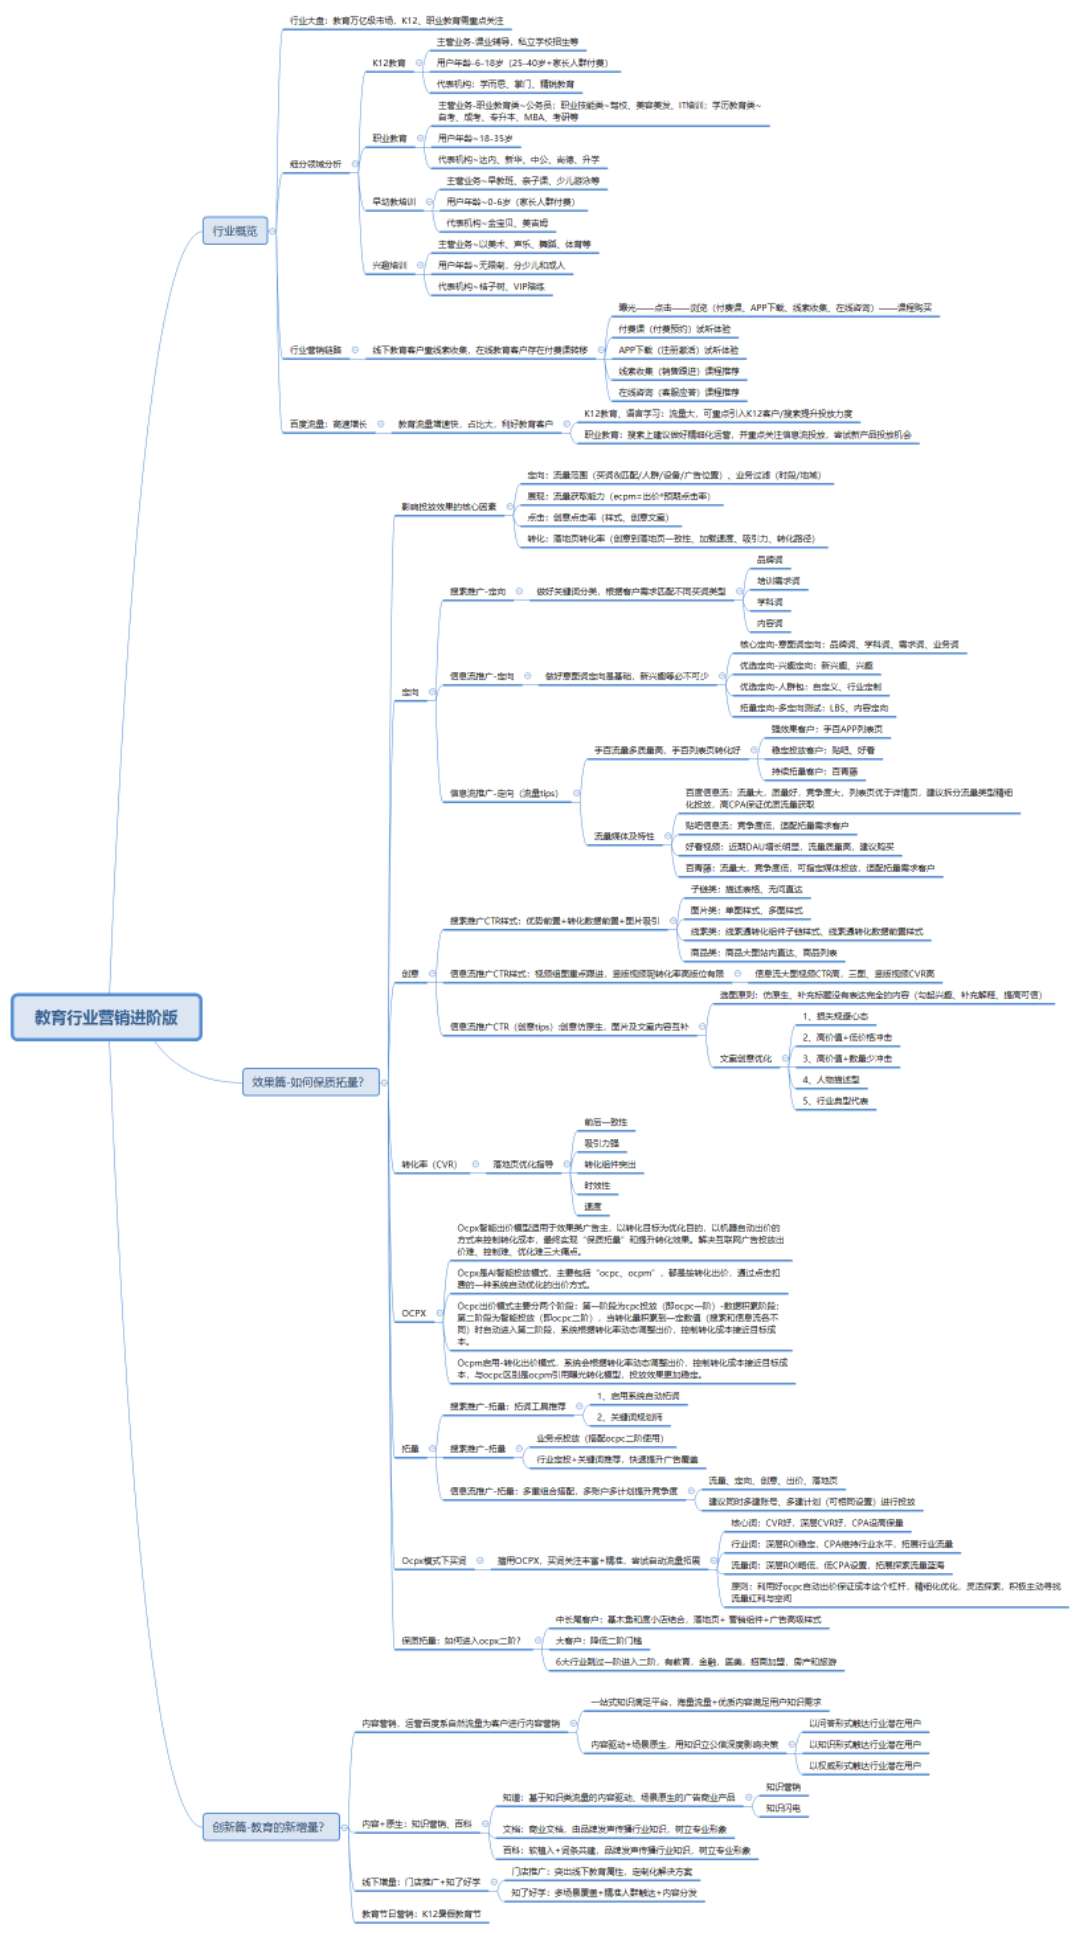 教育行业营销进阶版
行业概览
行业大盘：教育万亿级市场，K12、职业教育需重点关注
细分领域分析
K12教育
主营业务-课业辅导，私立学校招生等
用户年龄-6-18岁（25-40岁+家长人群付费）
代表机构：学而思、掌门、精锐教育
职业教育
主营业务-职业教育类~公务员；职业技能类~驾校、美容美发、IT培训；学历教育类~
自考、成考、专升本、MBA、考研等
用户年龄~18-35岁
代表机构~达内、新华、中公、尚德、升学
早幼教培训
主营业务~早教班、亲子课、少儿游泳等
用户年龄~0-6岁（家长人群付费）
代表机构~金宝贝、美吉姆
兴趣培训
主营业务~以美术、声乐、舞蹈、体育等
用户年龄~无限制，分少儿和成人
代表机构~桔子树、VIP陪练
行业营销链路
线下教育客户重线索收集，在线教育客户存在付费课转移
曝光——点击——浏览（付费课、APP下载、线索收集、在线咨询）——课程购买
付费课（付费预约）试听体验
APP下载（注册激活）试听体验
线索收集（销售跟进）课程推荐
在线咨询（客服应答）课程推荐
百度流量：高速增长
教育流量增速快，占比大，利好教育客户
K12教育、语言学习：流量大，可重点引入K12客户/搜索提升投放力度
职业教育：搜索上建议做好精细化运营，并重点关注信息流投放，尝试新产品投放机会
效果篇-如何保质拓量？
影响投放效果的核心因素
定向：流量范围（买词&匹配/人群/设备/广告位置）、业务过滤（时段/地域）
展现：流量获取能力（ecpm=出价*预期点击率）
点击：创意点击率（样式、创意文案）
转化：落地页转化率（创意到落地页一致性、加载速度、吸引力、转化路径）
定向
搜索推广-定向
做好关键词分类，根据客户需求匹配不同买词类型
品牌词
培训需求词
学科词
内容词
信息流推广-定向
做好意图词定向是基础，新兴趣等必不可少
核心定向-意图词定向：品牌词、学科词、需求词、业务词
优选定向-兴趣定向：新兴趣、兴趣
优选定向-人群包：自定义、行业定制
拓量定向-多定向测试：LBS、内容定向
信息流推广-定向（流量tips）
手百流量多质量高，手百列表页转化好
强效果客户：手百APP列表页
稳定投放客户：贴吧、好看
持续拓量客户：百青藤
流量媒体及特性
百度信息流：流量大，质量好，竞争度大，列表页优于详情页，建议拆分流量类型精细
化投放，高CPA保证优质流量获取
贴吧信息流：竞争度低，适配拓量需求客户
好看视频：近期DAU增长明显，流量质量高，建议购买
百青藤：流量大，竞争度低，可指定媒体投放，适配拓量需求客户
创意
搜索推广CTR样式：优势前置+转化数据前置+图片吸引
子链类：描述表格、无间直达
图片类：单图样式、多图样式
线索类：线索通转化组件子链样式、线索通转化数据前置样式
商品类：商品大图站内直达、商品列表
信息流推广CTR样式：视频组图重点跟进，竖版视频现转化率高版位有限
信息流大图视频CTR高，三图、竖版视频CVR高
信息流推广CTR（创意tips）:创意仿原生，图片及文案内容互补
选图原则：仿原生、补充标题没有表达完全的内容（勾起兴趣、补充解释、提高可信）
文案创意优化
1、损失规避心态
2、高价值+低价格冲击
3、高价值+数量少冲击
4、人物描述型
5、行业典型代表
转化率（CVR）
落地页优化指导
前后一致性
吸引力强
转化组件突出
时效性
速度
OCPX
Ocpx智能出价模型适用于效果类广告主，以转化目标为优化目的，以机器自动出价的
方式来控制转化成本，最终实现“保质拓量”和提升转化效果。解决互联网广告投放出
价难、控制难、优化难三大痛点。
Ocpx是AI智能投放模式，主要包括“ocpc、ocpm”，都是按转化出价，通过点击扣
费的一种系统自动优化的出价方式。
Ocpc出价模式主要分两个阶段：第一阶段为cpc投放（即ocpc一阶）-数据积累阶段；
第二阶段为智能投放（即ocpc二阶），当转化量积累到一定数值（搜索和信息流各不
同）时自动进入第二阶段，系统根据转化率动态调整出价，控制转化成本接近目标成
本。
Ocpm启用-转化出价模式，系统会根据转化率动态调整出价，控制转化成本接近目标成
本，与ocpc区别是ocpm引用曝光转化模型，投放效果更加稳定。
拓量
搜索推广-拓量：拓词工具推荐
1、启用系统自动拓词
2、关键词规划师
搜索推广-拓量
业务点投放（搭配ocpc二阶使用）
行业定投+关键词推荐，快速提升广告覆盖
信息流推广-拓量：多重组合搭配，多账户多计划提升竞争度
流量、定向、创意、出价、落地页
建议同时多建账号、多建计划（可相同设置）进行投放
Ocpx模式下买词
擅用OCPX，买词关注丰富+精准，尝试自动流量拓展
核心词：CVR好，深层CVR好，CPA设高保量
行业词：深层ROI稳定，CPA维持行业水平，拓展行业流量
流量词：深层ROI略低，低CPA设置，拓展探索流量蓝海
原则：利用好ocpc自动出价保证成本这个杠杆，精细化优化，灵活探索，积极主动寻找
流量红利与空间
保质拓量：如何进入ocpx二阶？
中长尾客户：基木鱼和度小店结合，落地页+ 营销组件+广告高级样式
大客户：降低二阶门槛
6大行业跳过一阶进入二阶，有教育，金融，医美，招商加盟，房产和旅游
创新篇-教育的新增量？
内容营销，运营百度系自然流量为客户进行内容营销
一站式知识满足平台，海量流量+优质内容满足用户知识需求
内容驱动+场景原生，用知识立公信深度影响决策
以问答形式触达行业潜在用户
以知识形式触达行业潜在用户
以权威形式触达行业潜在用户
内容+原生：知识营销、百科
知道：基于知识类流量的内容驱动、场景原生的广告商业产品
知识营销
知识闪电
文档：商业文档，由品牌发声传播行业知识，树立专业形象
百科：软植入+词条共建，品牌发声传播行业知识，树立专业形象
线下增量：门店推广+知了好学
门店推广：突出线下教育属性，定制化解决方案
知了好学：多场景覆盖+精准人群触达+内容分发
教育节日营销：K12暑假教育节